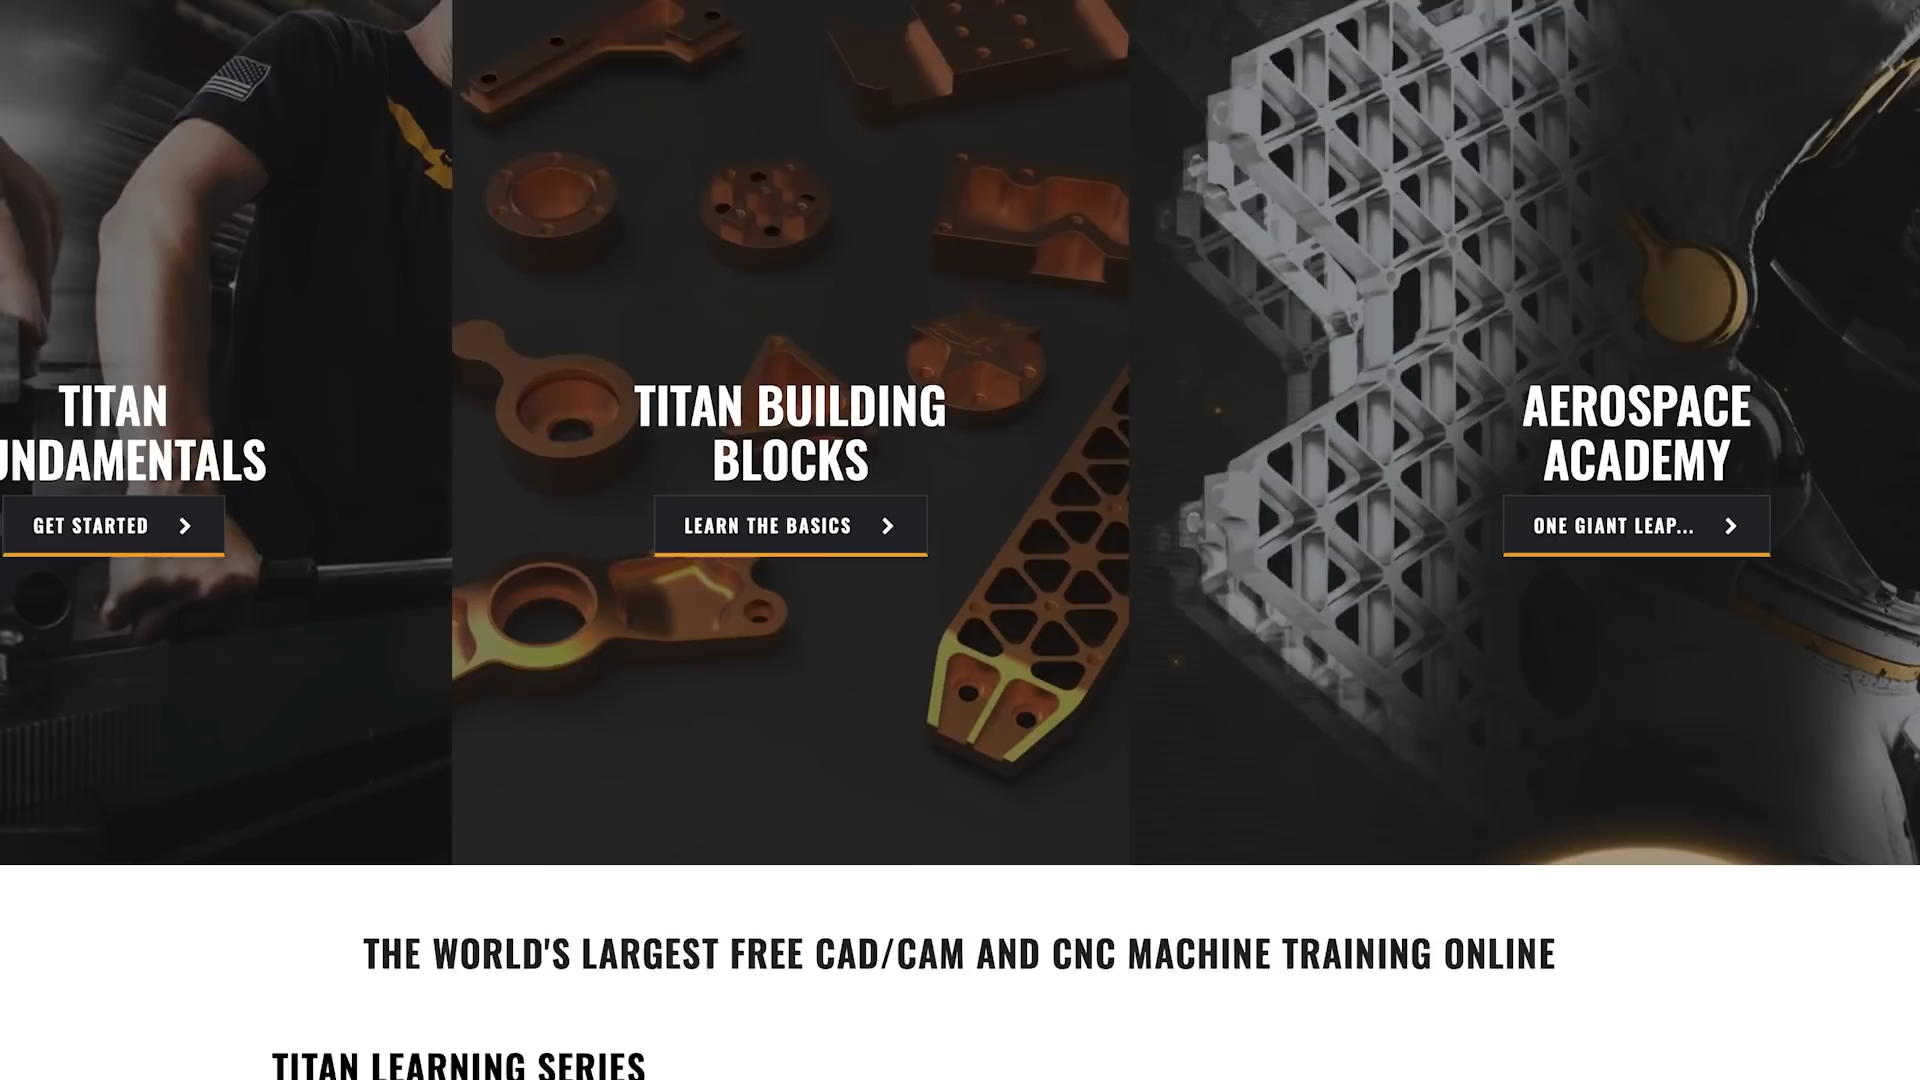 TITAN
UNDAMENTALS
GET STARTED
TITAN BUILDING
BLOCKS
LEARN THE BASICS
AEROSPACE
ACADEMY
ONE GIANT LEAP...
THE WORLD'S LARGEST FREE CAD/CAM AND CNC MACHINE TRAINING ONLINE
TITAN LEARNING SERIES